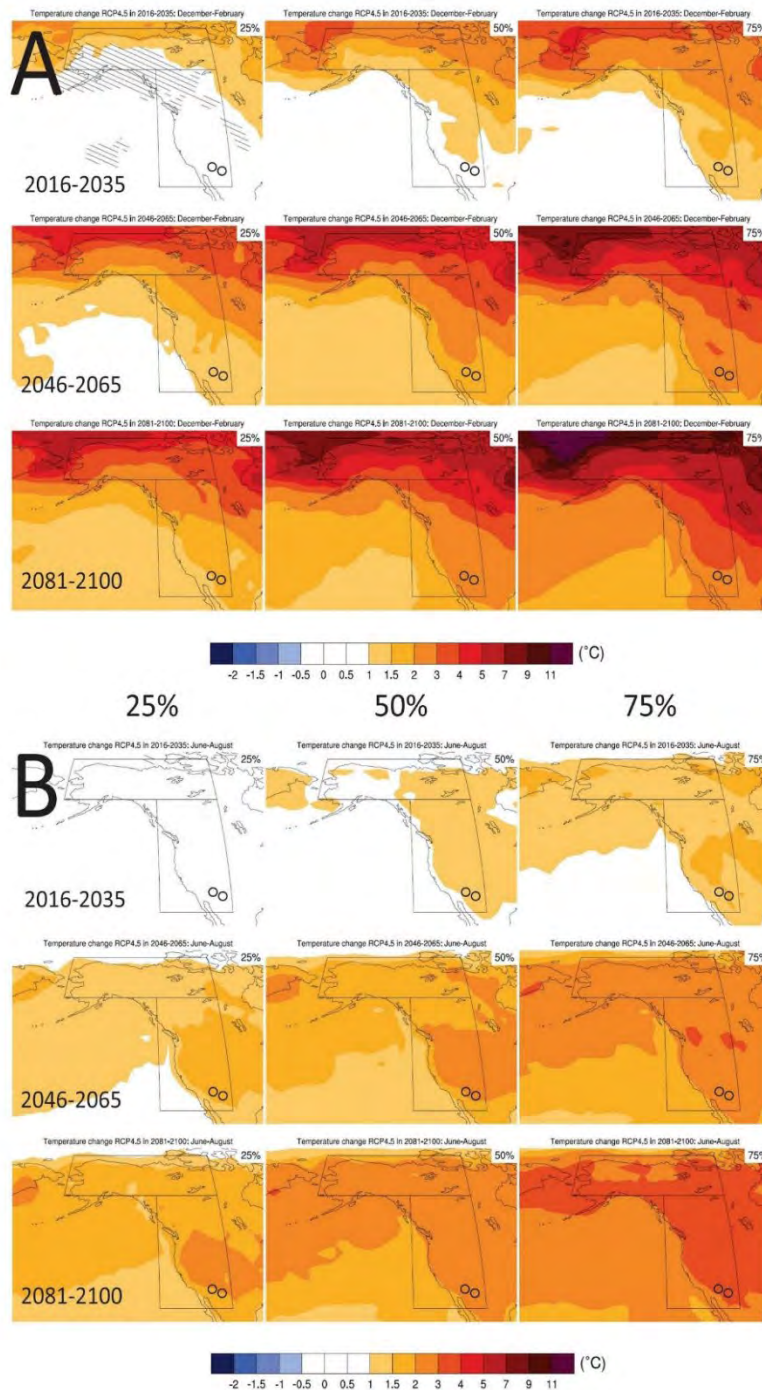 Temperature change RCP4.5 in 2016-2035: December-February
Temperature change RCP4.5 in 2016-2035: December-February
Temperature change RCP4.5 in 2016-2035: December-February
A
25%
50%
75%
2016-2035
Temperature change RCP4.5 in 2046-2065: December-February
Temperature change RCP4.5 in 2046-2065: December-February
Temperature change RCP4.5 in 2046-2065: December-February
25%
50%
75%
2046-2065
Temperature change RCP4.5 in 2081-2100: December-February
Temperature change RCP4.5 in 2081-2100: December-February
Temperature change RCP4.5 in 2081-2100: December-February
25%
50%
75%
2081-2100
(°C)
-2 -1.5 -1 -0.5 0 0.5 1 1.5 2 3 4 5 7 9 11
25% 50% 75%
Temperature change RCP4.5 in 2016-2035: June-August
Temperature change RCP4.5 in 2016-2035: June-August
Temperature change RCP4.5 in 2016-2035: June-August
B
25%
50%
75%
2016-2035
Temperature change RCP4.5 in 2046-2065: June-August
Temperature change RCP4.5 in 2046-2065: June-August
Temperature change RCP4.5 in 2046-2065: June-August
25%
50%
75%
2046-2065
Temperature change RCP4.5 in 2081-2100: June-August
Temperature change RCP4.5 in 2081-2100: June-August
Temperature change RCP4.5 in 2081-2100: June-August
25%
50%
75%
2081-2100
(°C)
-2 -1.5 -1 -0.5 0 0.5 1 1.5 2 3 4 5 7 9 11